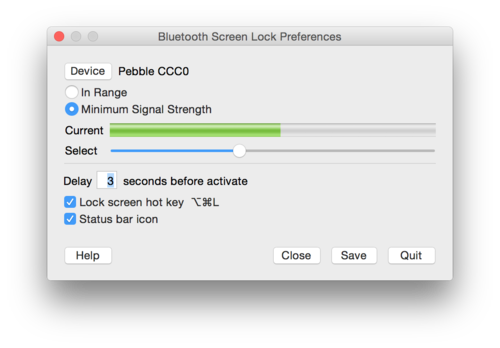 Bluetooth Screen Lock Preferences
Device Pebble CCC0
In Range
Minimum Signal Strength
Current
Select
Delay 3 seconds before activate
Lock screen hot key ⌥⌘L
Status bar icon
Help Close Save Quit